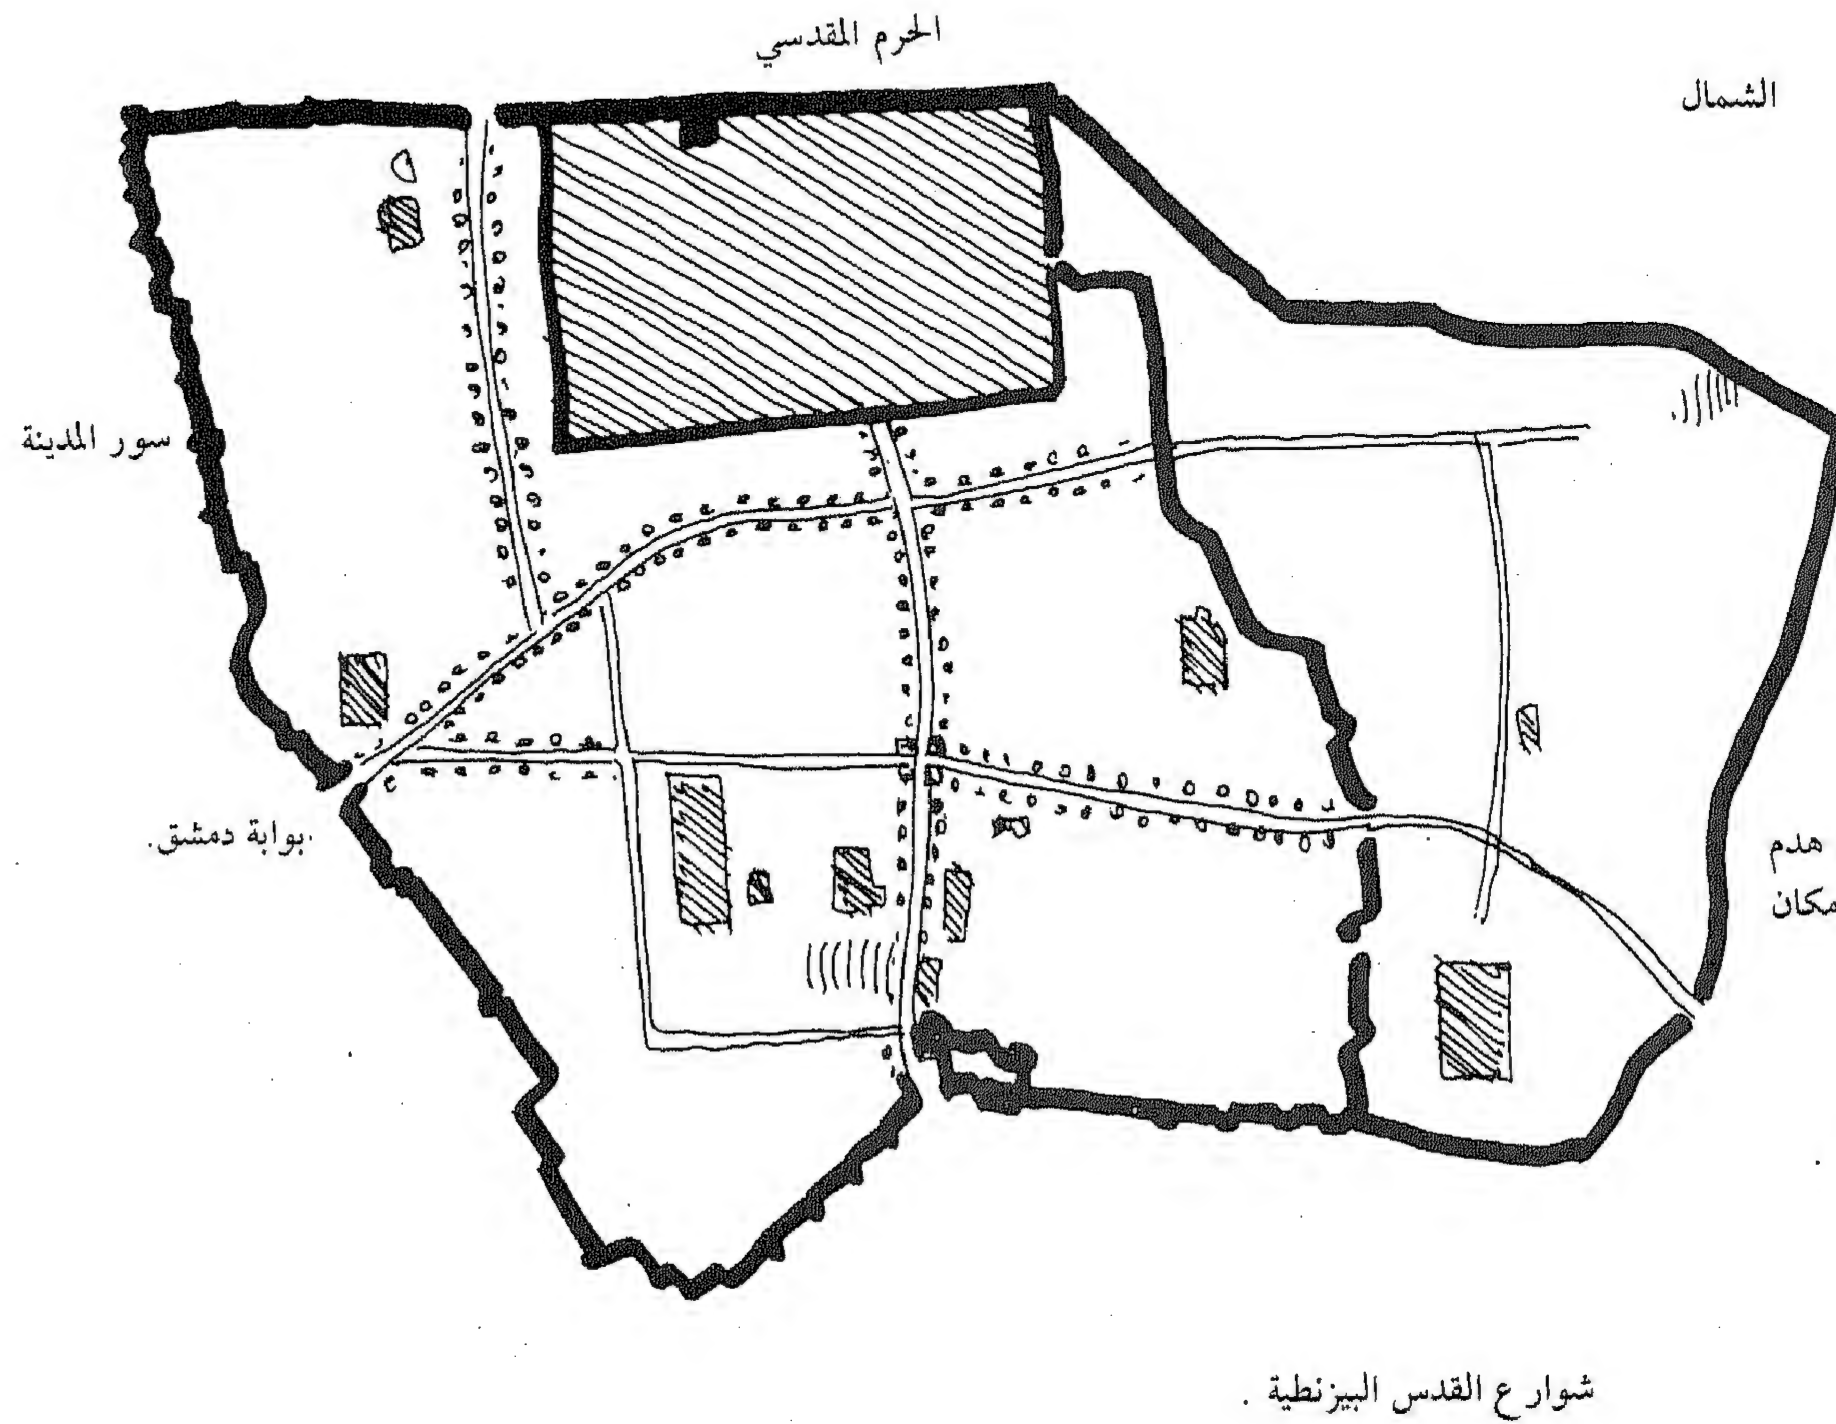 الحرم المقدسي
الشمال
سور المدينة
بوابة دمشق.
هدم
مكان
شوارع القدس البيزنطية .